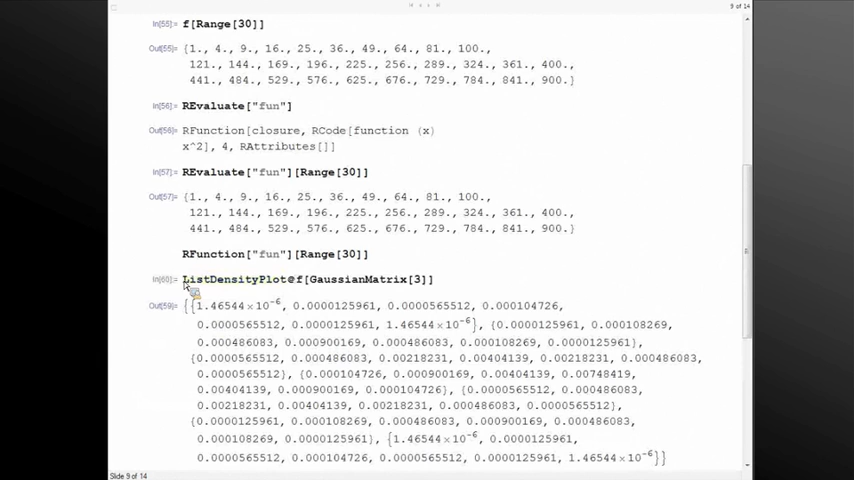 9 of 14
In[55]:= f[Range[30]]
Out[55]= {1., 4., 9., 16., 25., 36., 49., 64., 81., 100.,
121., 144., 169., 196., 225., 256., 289., 324., 361., 400.,
441., 484., 529., 576., 625., 676., 729., 784., 841., 900.}
In[56]:= REvaluate["fun"]
Out[56]= RFunction[closure, RCode[function (x)
x^2], 4, RAttributes[]]
In[57]:= REvaluate["fun"][Range[30]]
Out[57]= {1., 4., 9., 16., 25., 36., 49., 64., 81., 100.,
121., 144., 169., 196., 225., 256., 289., 324., 361., 400.,
441., 484., 529., 576., 625., 676., 729., 784., 841., 900.}
RFunction["fun"][Range[30]]
In[60]:= ListDensityPlot@f[GaussianMatrix[3]]
Out[59]= {{1.46544×10^-6, 0.0000125961, 0.0000565512, 0.000104726,
0.0000565512, 0.0000125961, 1.46544×10^-6}, {0.0000125961, 0.000108269,
0.000486083, 0.000900169, 0.000486083, 0.000108269, 0.0000125961},
{0.0000565512, 0.000486083, 0.00218231, 0.00404139, 0.00218231, 0.000486083,
0.0000565512}, {0.000104726, 0.000900169, 0.00404139, 0.00748419,
0.00404139, 0.000900169, 0.000104726}, {0.0000565512, 0.000486083,
0.00218231, 0.00404139, 0.00218231, 0.000486083, 0.0000565512},
{0.0000125961, 0.000108269, 0.000486083, 0.000900169, 0.000486083,
0.000108269, 0.0000125961}, {1.46544×10^-6, 0.0000125961,
0.0000565512, 0.000104726, 0.0000565512, 0.0000125961, 1.46544×10^-6}}
Slide 9 of 14